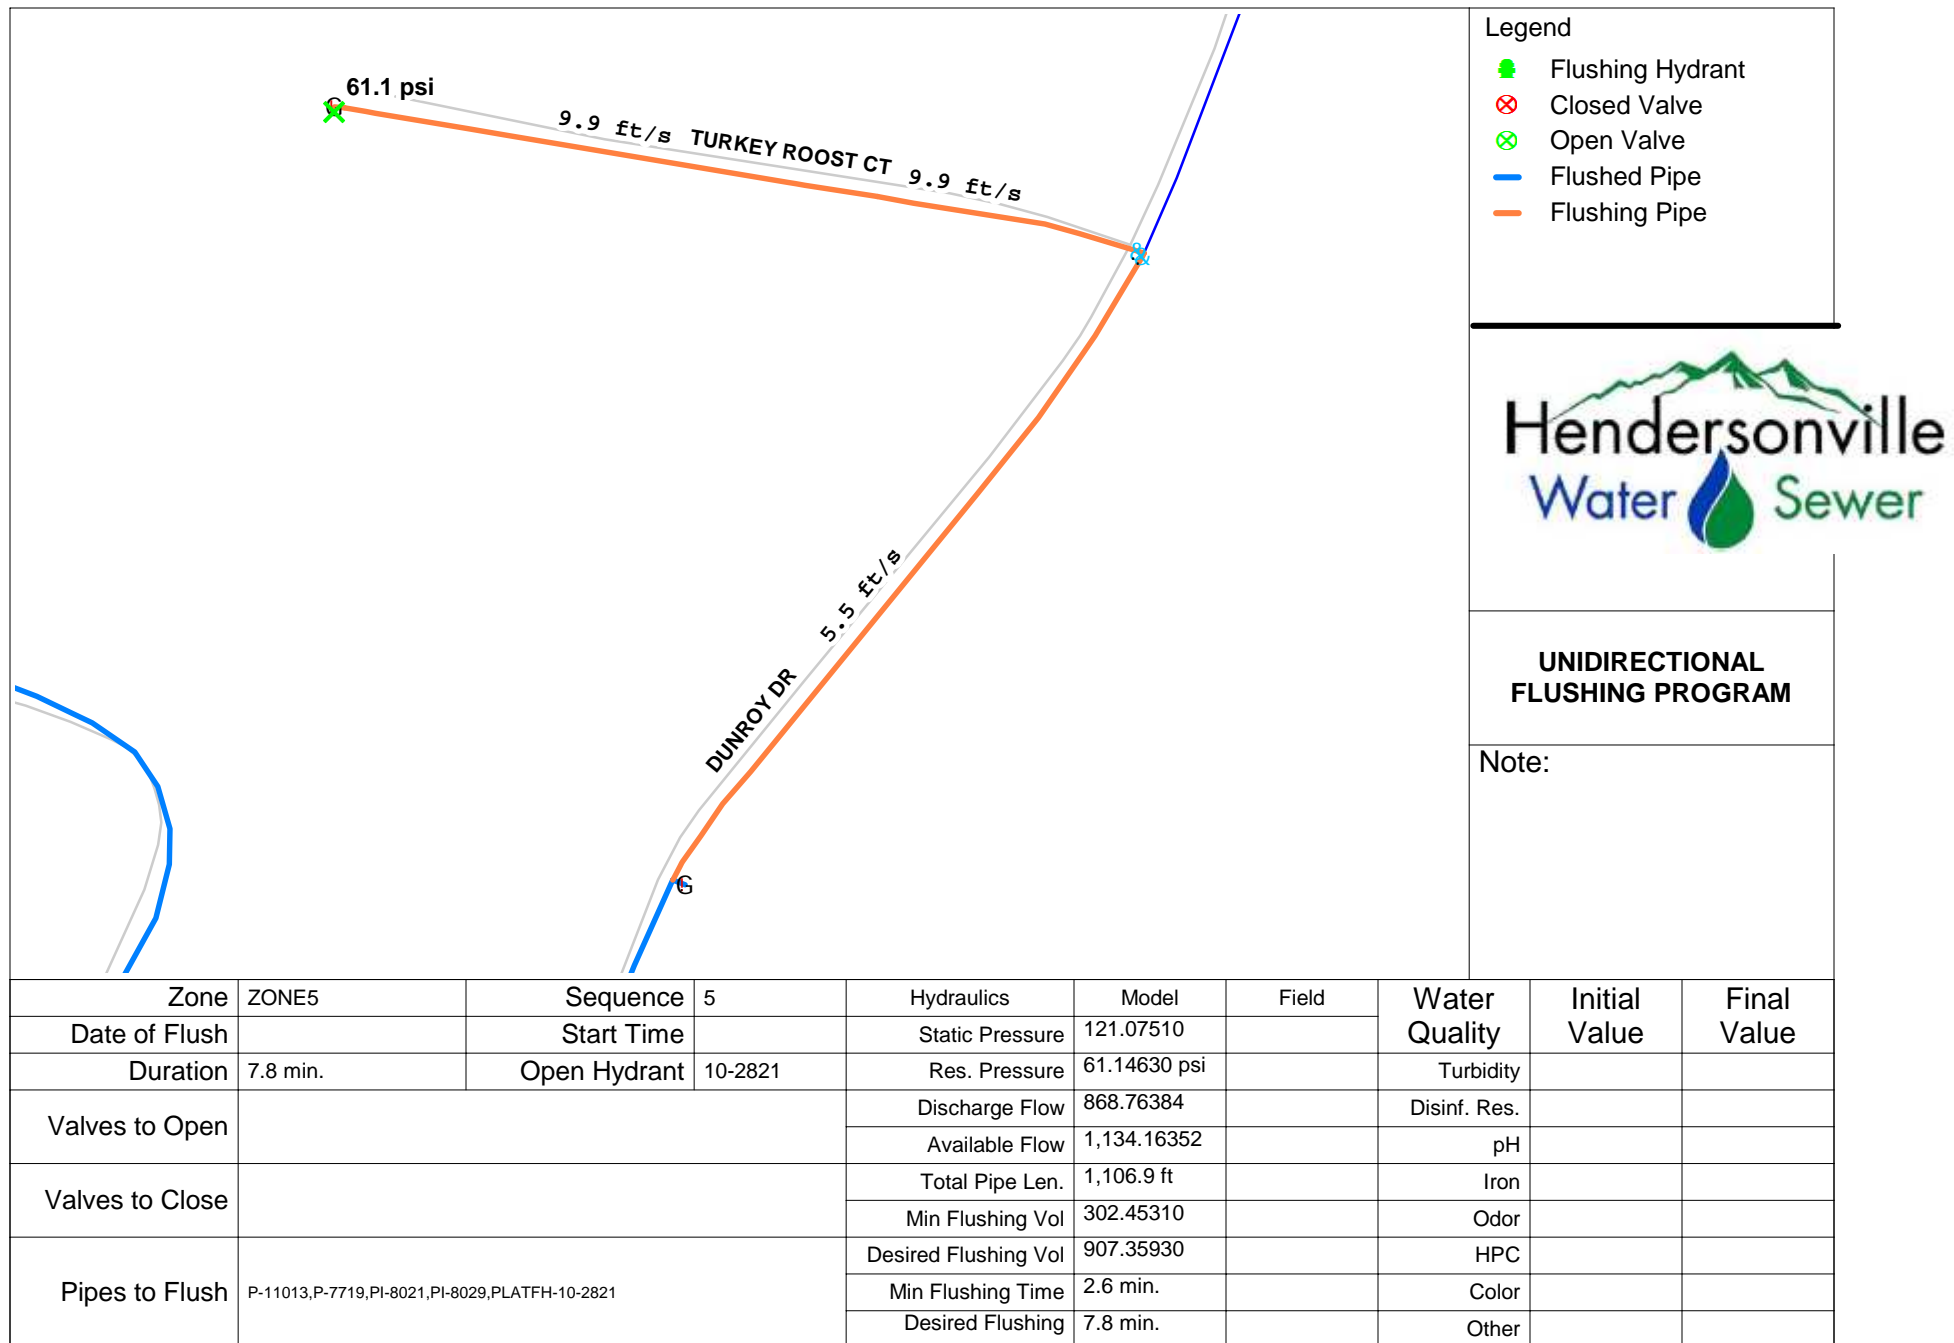 61.1 psi
9.9 ft/s TURKEY ROOST CT 9.9 ft/s
5.5 ft/s
DUNROY DR
G
Legend
Flushing Hydrant
Closed Valve
Open Valve
Flushed Pipe
Flushing Pipe
Hendersonville
Water Sewer
UNIDIRECTIONAL
FLUSHING PROGRAM
Note:
Zone ZONE5 Sequence 5 Hydraulics Model Field Water Quality Initial Value Final Value
Date of Flush Start Time Static Pressure 121.07510
Duration 7.8 min. Open Hydrant 10-2821 Res. Pressure 61.14630 psi Turbidity
Valves to Open Discharge Flow 868.76384 Disinf. Res.
Available Flow 1,134.16352 pH
Valves to Close Total Pipe Len. 1,106.9 ft Iron
Min Flushing Vol 302.45310 Odor
Pipes to Flush P-11013,P-7719,PI-8021,PI-8029,PLATFH-10-2821 Desired Flushing Vol 907.35930 HPC
Min Flushing Time 2.6 min. Color
Desired Flushing 7.8 min. Other